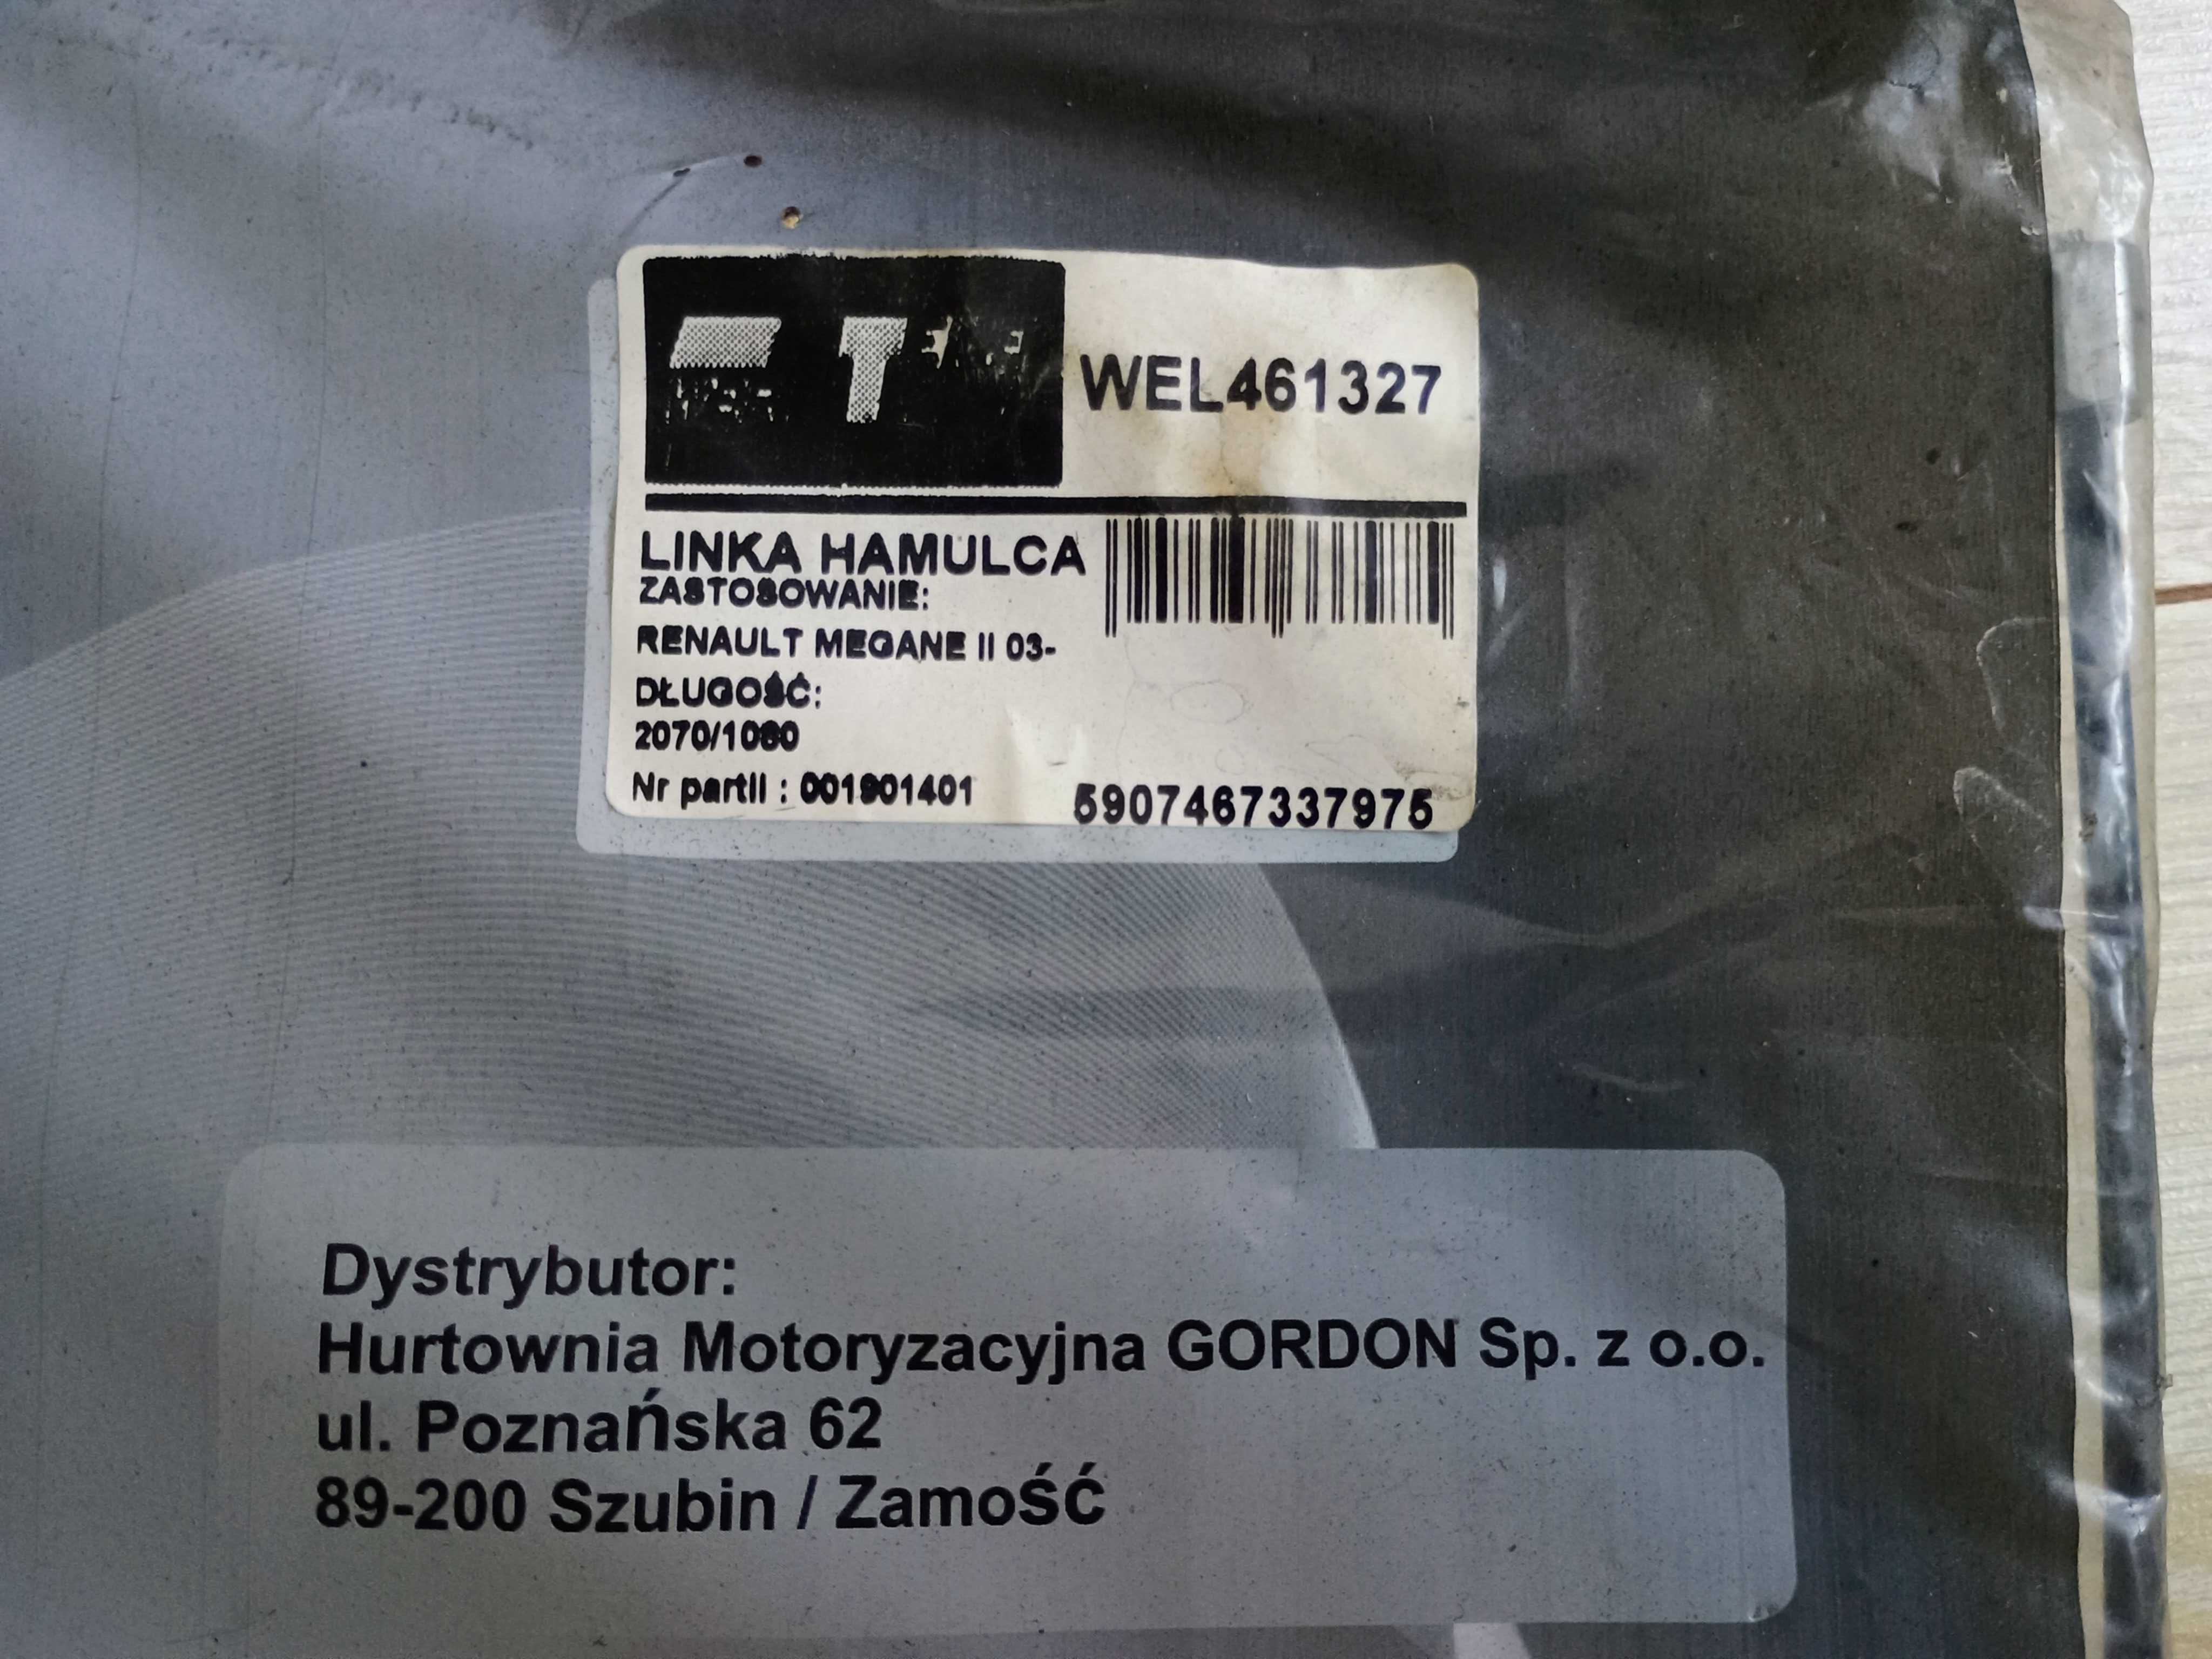 WEL461327
LINKA HAMULCA
ZASTOSOWANIE:
RENAULT MEGANE II 03-
DŁUGOŚĆ:
2070/1080
Nr partii : 001901401
5907467337975
Dystrybutor:
Hurtownia Motoryzacyjna GORDON Sp. z o.o.
ul. Poznańska 62
89-200 Szubin / Zamość